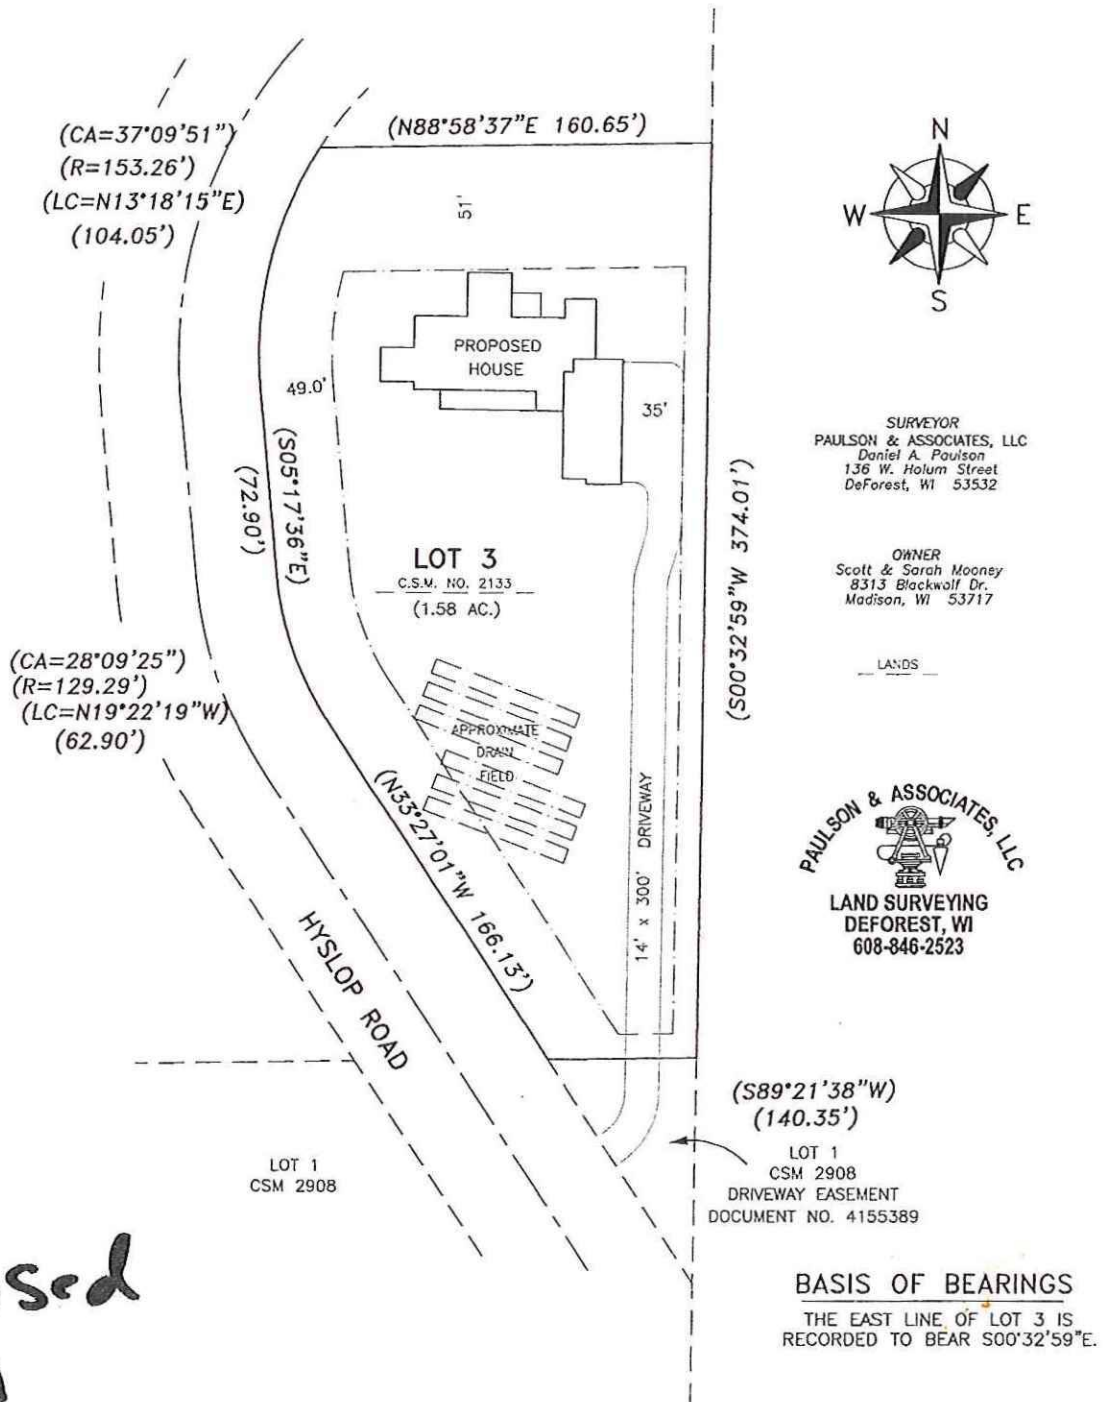 (CA=37°09'51")
(R=153.26')
(LC=N13°18'15"E)
(104.05')
(N88°58'37"E 160.65')
51'
N
W
E
S
PROPOSED
HOUSE
49.0'
35'
(S05°17'36"E)
(72.90')
(S00°32'59"W 374.01')
SURVEYOR
PAULSON & ASSOCIATES, LLC
Daniel A. Paulson
136 W. Holum Street
DeForest, WI 53532
OWNER
Scott & Sarah Mooney
8313 Blackwolf Dr.
Madison, WI 53717
LOT 3
C.S.M. NO. 2133
(1.58 AC.)
LANDS
(CA=28°09'25")
(R=129.29')
(LC=N19°22'19"W)
(62.90')
APPROXIMATE
DRAIN
FIELD
(N33°27'01"W 166.13')
14' x 300' DRIVEWAY
PAULSON & ASSOCIATES, LLC
LAND SURVEYING
DEFOREST, WI
608-846-2523
HYSLOP ROAD
(S89°21'38"W)
(140.35')
LOT 1
CSM 2908
LOT 1
CSM 2908
DRIVEWAY EASEMENT
DOCUMENT NO. 4155389
sed
BASIS OF BEARINGS
THE EAST LINE OF LOT 3 IS
RECORDED TO BEAR S00°32'59"E.